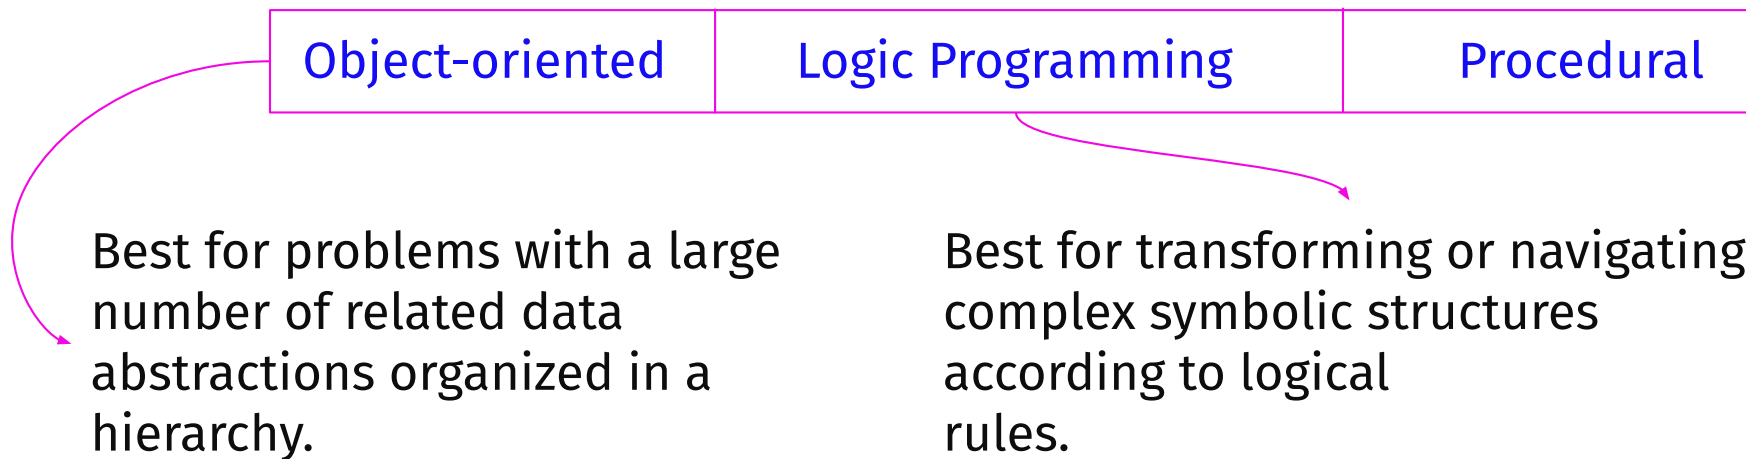 Object-oriented
Logic Programming
Procedural
Best for problems with a large
number of related data
abstractions organized in a
hierarchy.
Best for transforming or navigating
complex symbolic structures
according to logical
rules.